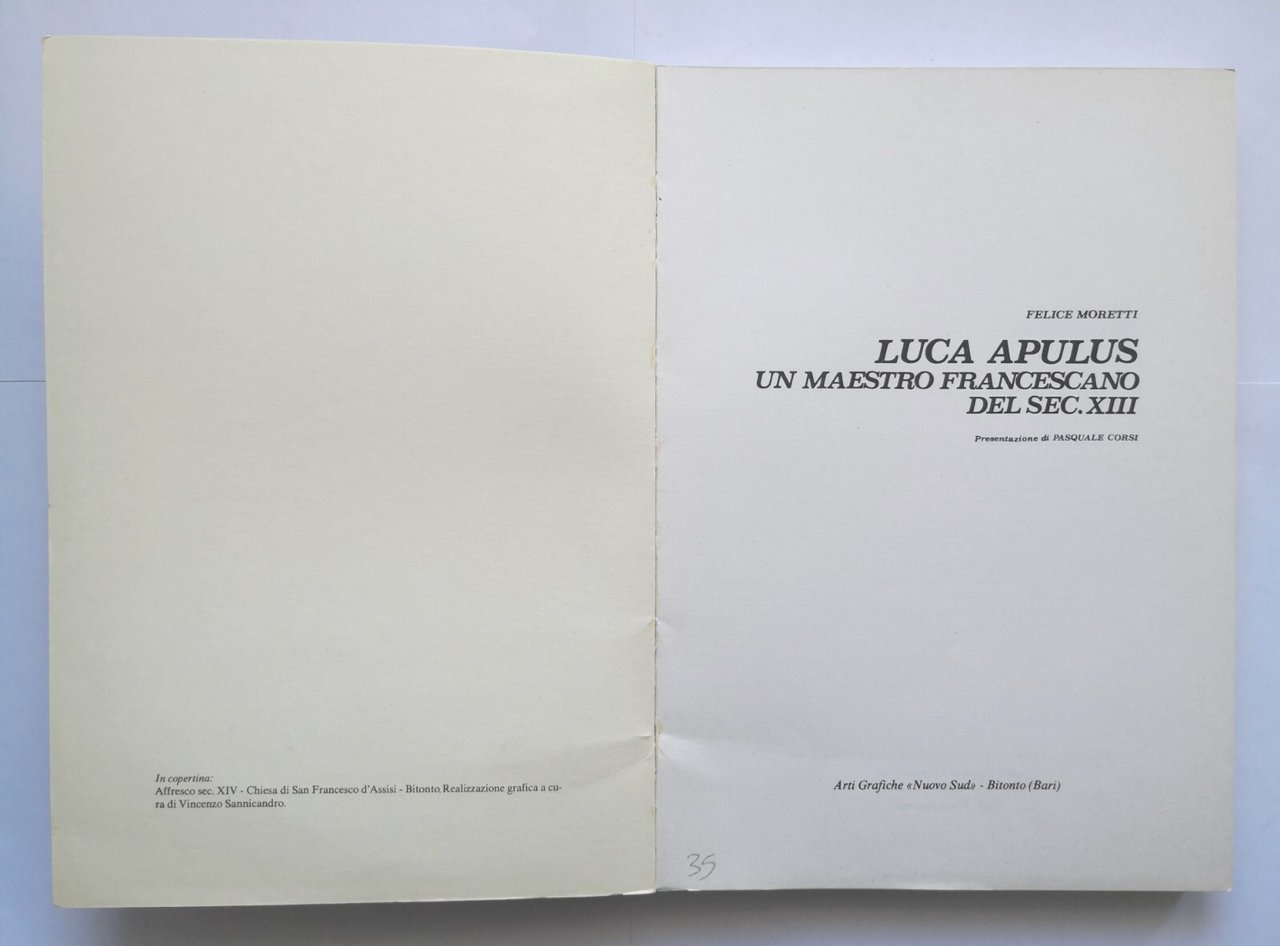 In copertina:
Affresco sec. XIV - Chiesa di San Francesco d'Assisi - Bitonto. Realizzazione grafica a cu-
ra di Vincenzo Sannicandro.
FELICE MORETTI
LUCA APULUS
UN MAESTRO FRANCESCANO
DEL SEC. XIII
Presentazione di PASQUALE CORSI
Arti Grafiche «Nuovo Sud» - Bitonto (Bari)
35